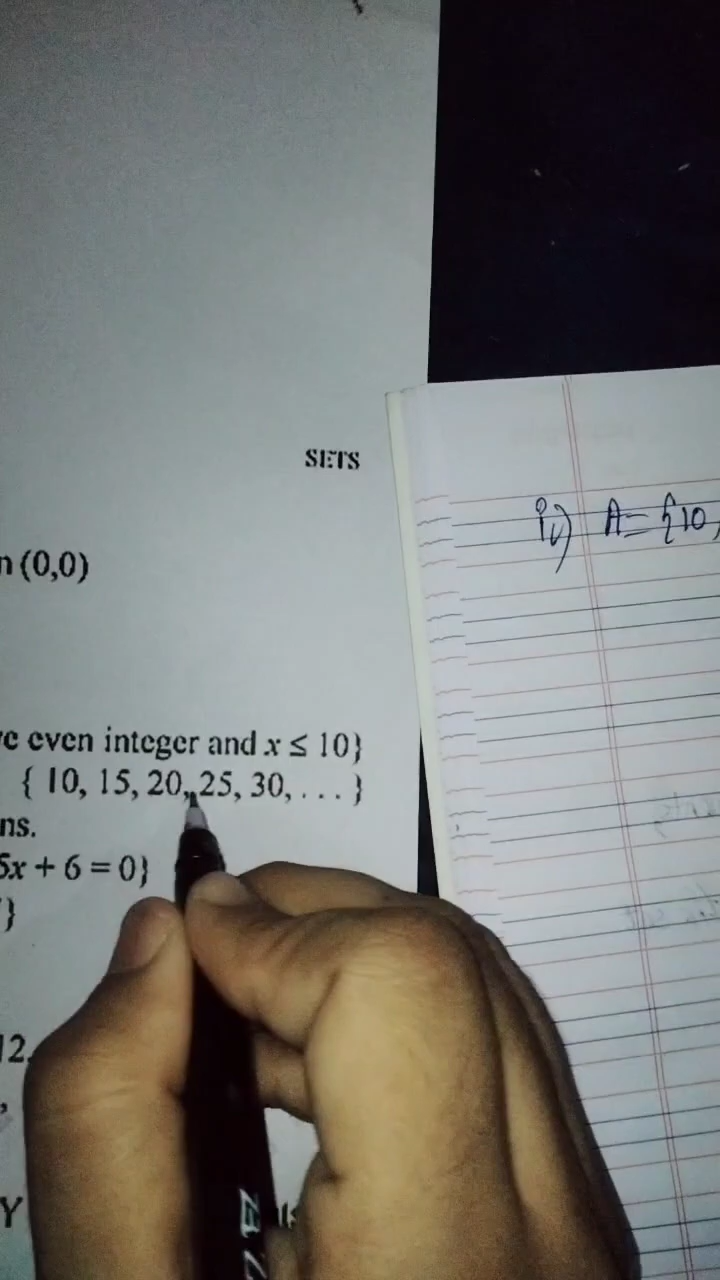 SETS
iv) A = {10,
n (0,0)
ve even integer and x ≤ 10}
{ 10, 15, 20, 25, 30, . . . }
ns.
5x + 6 = 0}
}
12,
,
Y